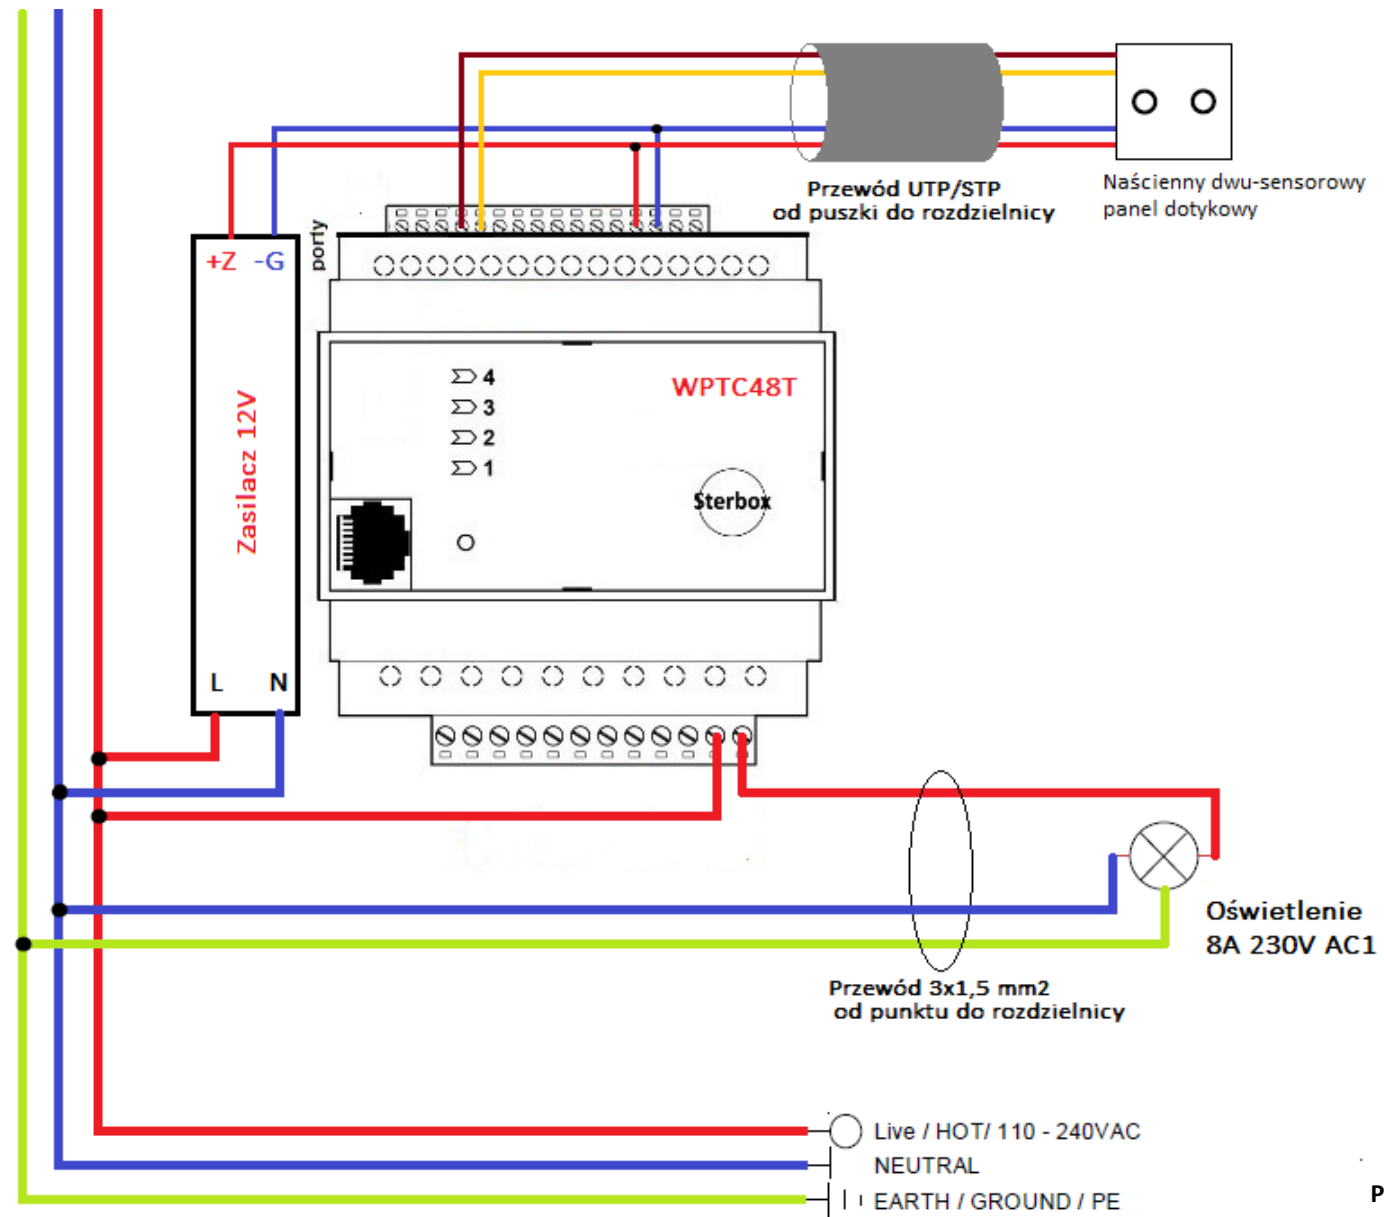 Przewód UTP/STP
od puszki do rozdzielnicy
Naścienny dwu-sensorowy
panel dotykowy
porty
+Z -G
Zasilacz 12V
L N
4
3
2
1
WPTC48T
Sterbox
Oświetlenie
8A 230V AC1
Przewód 3x1,5 mm2
od punktu do rozdzielnicy
Live / HOT/ 110 - 240VAC
NEUTRAL
EARTH / GROUND / PE
P